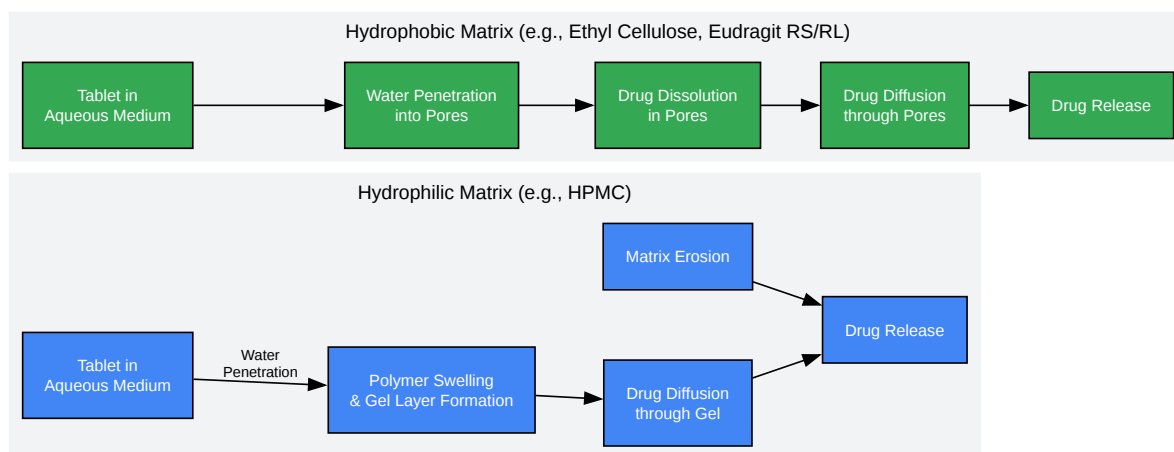 Hydrophobic Matrix (e.g., Ethyl Cellulose, Eudragit RS/RL)
Tablet in
Aqueous Medium
Water Penetration
into Pores
Drug Dissolution
in Pores
Drug Diffusion
through Pores
Drug Release
Hydrophilic Matrix (e.g., HPMC)
Tablet in
Aqueous Medium
Water
Penetration
Polymer Swelling
& Gel Layer Formation
Matrix Erosion
Drug Diffusion
through Gel
Drug Release